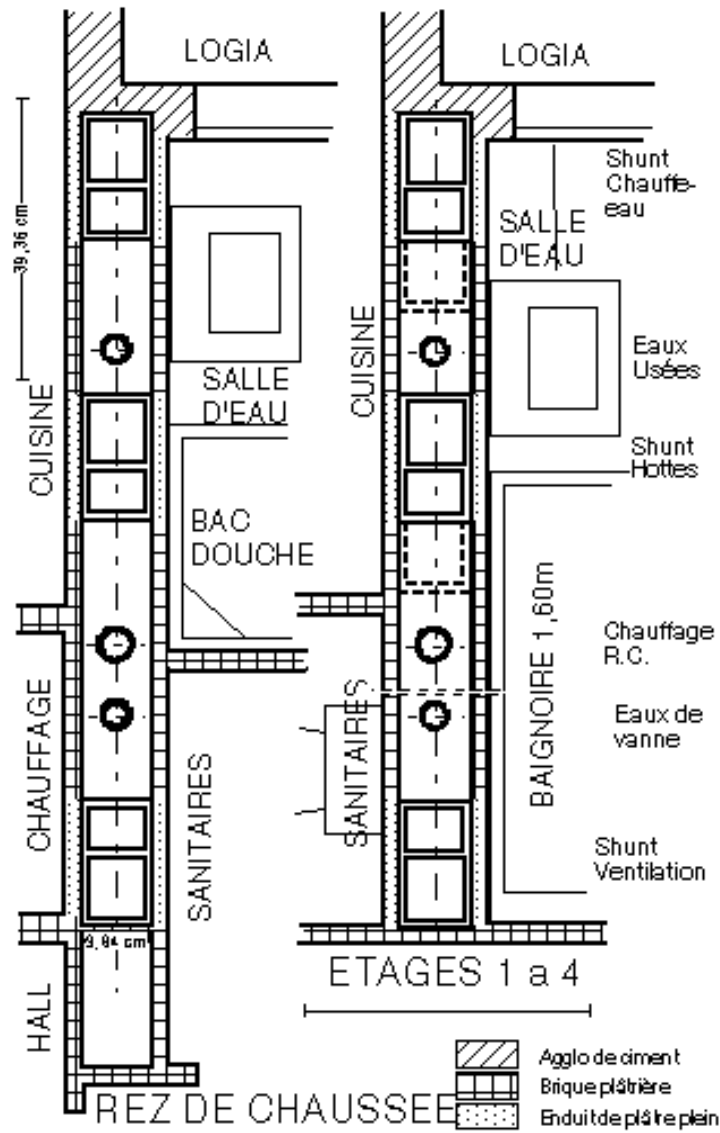 LOGIA
LOGIA
39,36 cm
Shunt
Chauffe-
eau
SALLE
D'EAU
CUISINE
Eaux
Usées
SALLE
D'EAU
CUISINE
Shunt
Hottes
BAC
DOUCHE
BAIGNOIRE 1,60m
Chauffage
R.C.
CHAUFFAGE
SANITAIRES
SANITAIRES
Eaux de
vanne
Shunt
Ventilation
9,84 cm
HALL
ETAGES 1 a 4
REZ DE CHAUSSEE
Agglo de ciment
Brique plâtrière
Enduit de plâtre plein